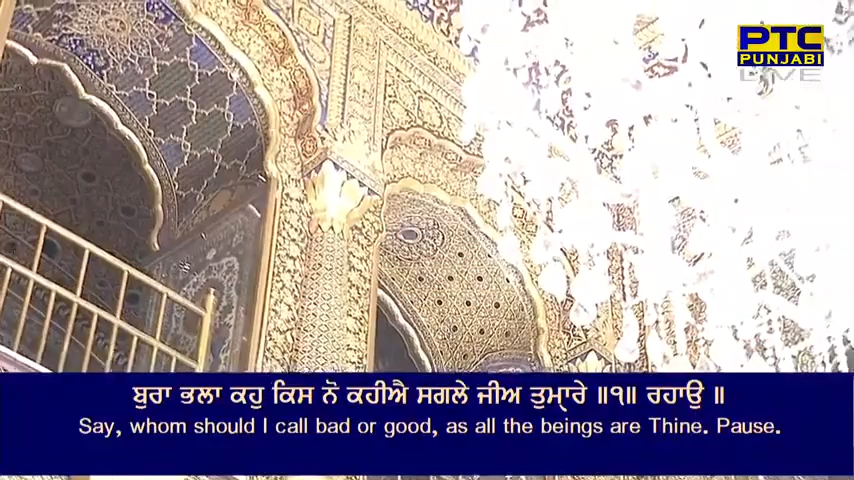 PTC
PUNJABI
LIVE
ਬੁਰਾ ਭਲਾ ਕਹੁ ਕਿਸ ਨੋ ਕਹੀਐ ਸਗਲੇ ਜੀਅ ਤੁਮ੍ਹਾਰੇ ॥੧॥ ਰਹਾਉ ॥
Say, whom should I call bad or good, as all the beings are Thine. Pause.